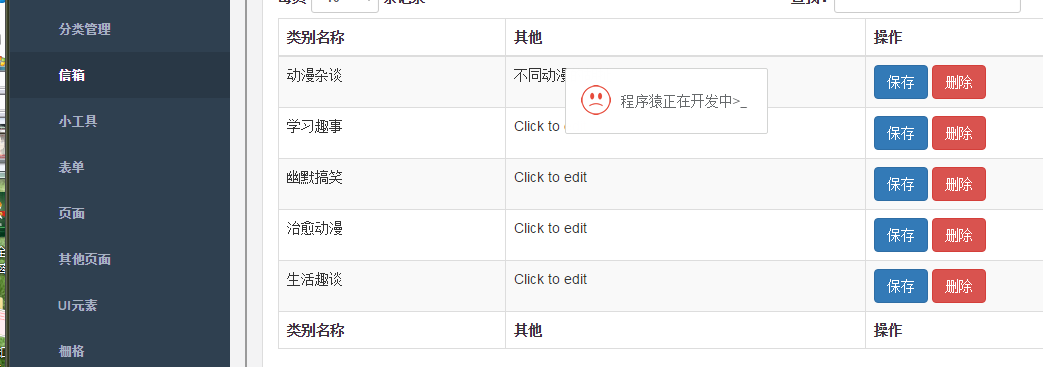 每页 10 条记录 查找：
分类管理
信箱
小工具
表单
页面
其他页面
UI元素
栅格
类别名称 其他 操作
动漫杂谈 不同动漫 保存 删除
程序猿正在开发中>_
学习趣事 Click to 保存 删除
幽默搞笑 Click to edit 保存 删除
治愈动漫 Click to edit 保存 删除
生活趣谈 Click to edit 保存 删除
类别名称 其他 操作